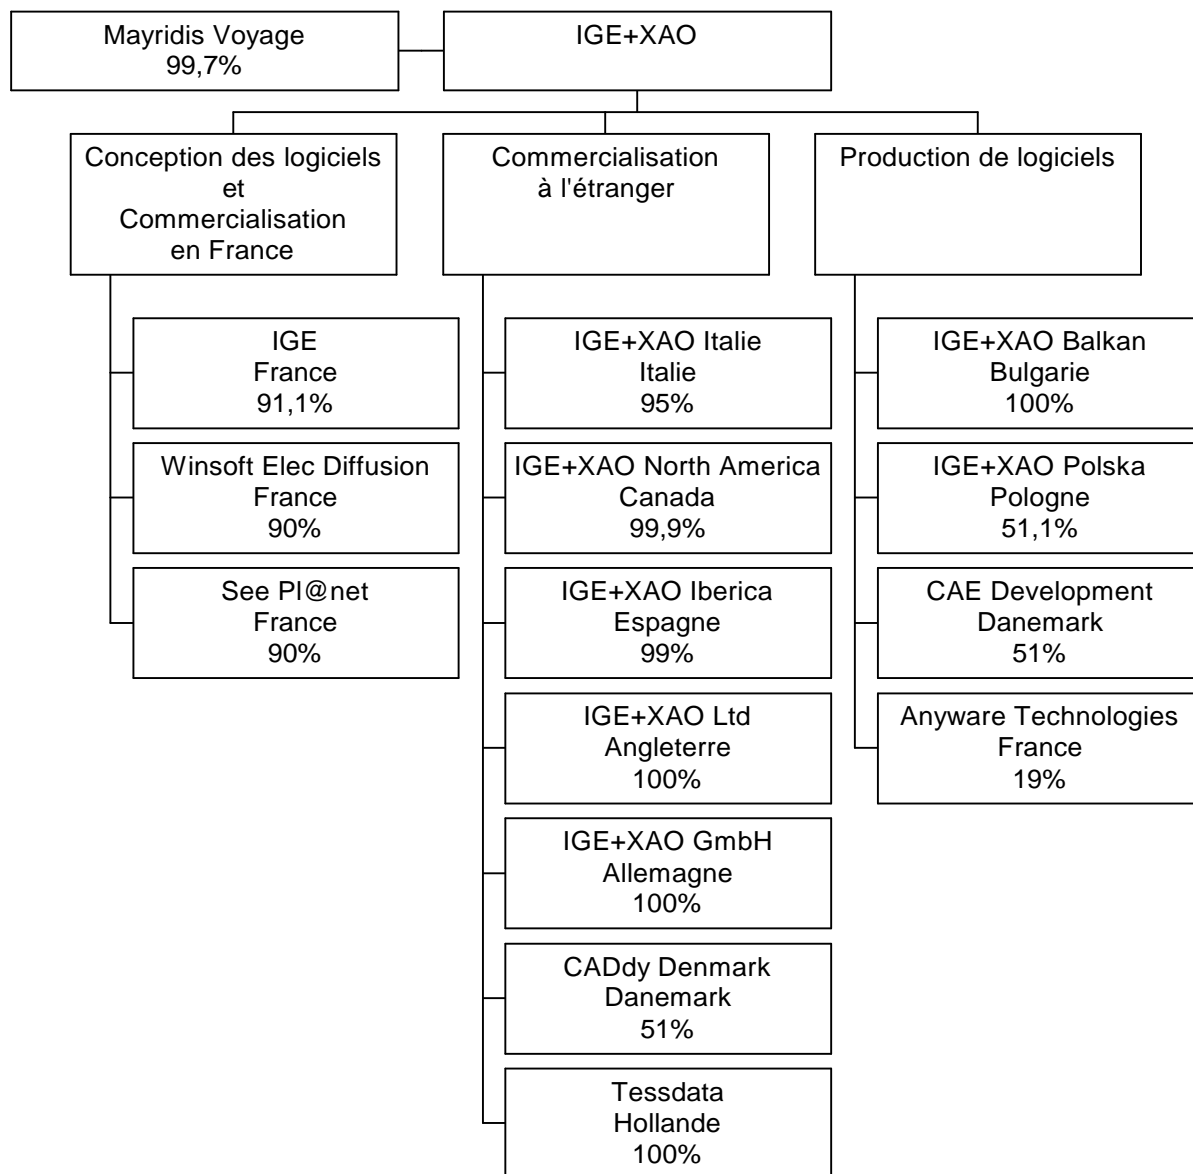 Mayridis Voyage
99,7%
IGE+XAO
Conception des logiciels
et
Commercialisation
en France
Commercialisation
à l'étranger
Production de logiciels
IGE
France
91,1%
Winsoft Elec Diffusion
France
90%
See Pl@net
France
90%
IGE+XAO Italie
Italie
95%
IGE+XAO North America
Canada
99,9%
IGE+XAO Iberica
Espagne
99%
IGE+XAO Ltd
Angleterre
100%
IGE+XAO GmbH
Allemagne
100%
CADdy Denmark
Danemark
51%
Tessdata
Hollande
100%
IGE+XAO Balkan
Bulgarie
100%
IGE+XAO Polska
Pologne
51,1%
CAE Development
Danemark
51%
Anyware Technologies
France
19%